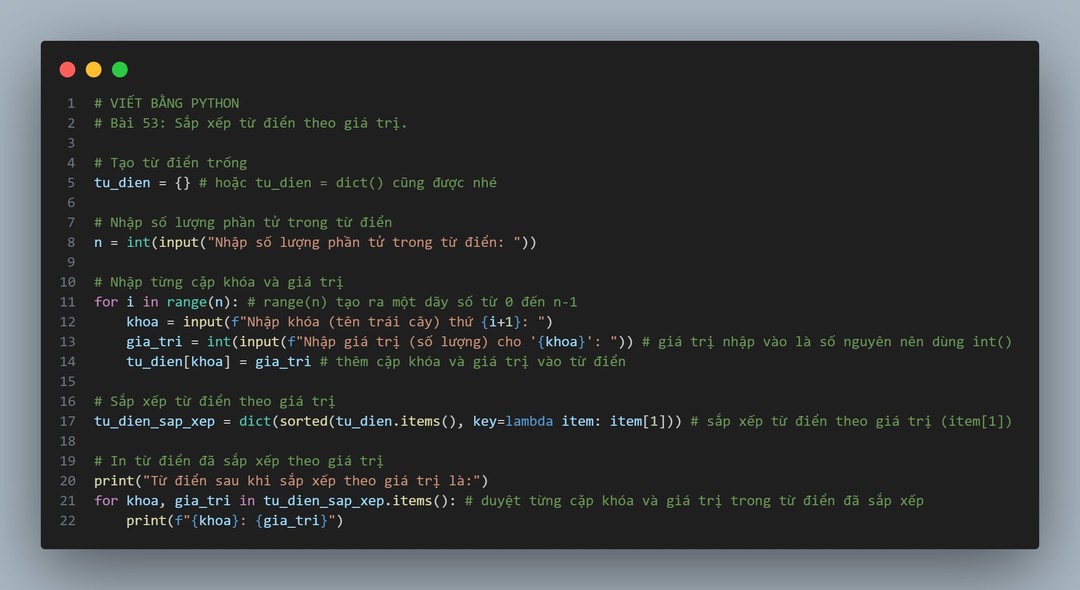 1 # VIẾT BẰNG PYTHON
2 # Bài 53: Sắp xếp từ điển theo giá trị.
3
4 # Tạo từ điển trống
5 tu_dien = {} # hoặc tu_dien = dict() cũng được nhé
6
7 # Nhập số lượng phần tử trong từ điển
8 n = int(input("Nhập số lượng phần tử trong từ điển: "))
9
10 # Nhập từng cặp khóa và giá trị
11 for i in range(n): # range(n) tạo ra một dãy số từ 0 đến n-1
12     khoa = input(f"Nhập khóa (tên trái cây) thứ {i+1}: ")
13     gia_tri = int(input(f"Nhập giá trị (số lượng) cho '{khoa}': ")) # giá trị nhập vào là số nguyên nên dùng int()
14     tu_dien[khoa] = gia_tri # thêm cặp khóa và giá trị vào từ điển
15
16 # Sắp xếp từ điển theo giá trị
17 tu_dien_sap_xep = dict(sorted(tu_dien.items(), key=lambda item: item[1])) # sắp xếp từ điển theo giá trị (item[1])
18
19 # In từ điển đã sắp xếp theo giá trị
20 print("Từ điển sau khi sắp xếp theo giá trị là:")
21 for khoa, gia_tri in tu_dien_sap_xep.items(): # duyệt từng cặp khóa và giá trị trong từ điển đã sắp xếp
22     print(f"{khoa}: {gia_tri}")